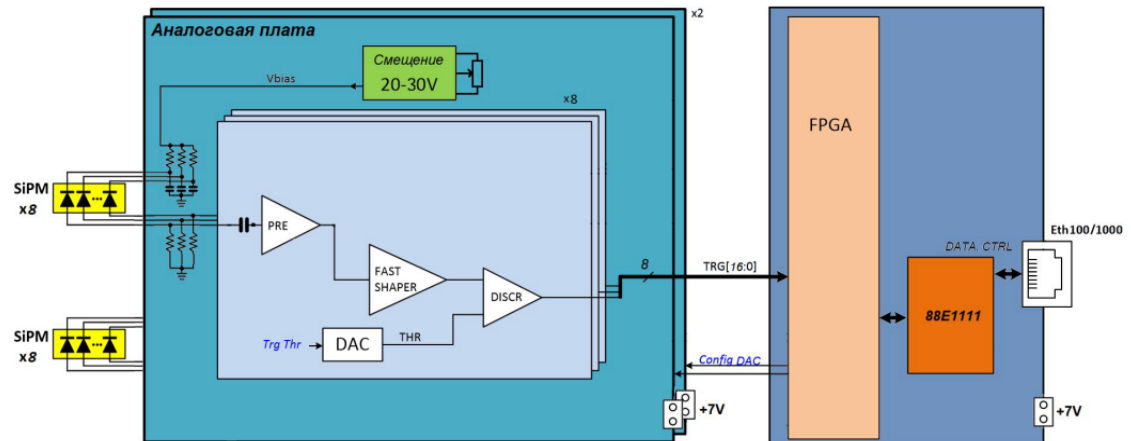 Аналоговая плата
x2
Смещение
20-30V
Vbias
x8
FPGA
SiPM
x8
PRE
FAST
SHAPER
DISCR
8
TRG[16:0]
DATA, CTRL
Eth100/1000
88E1111
SiPM
x8
Trg Thr
DAC
THR
Config DAC
+7V
+7V